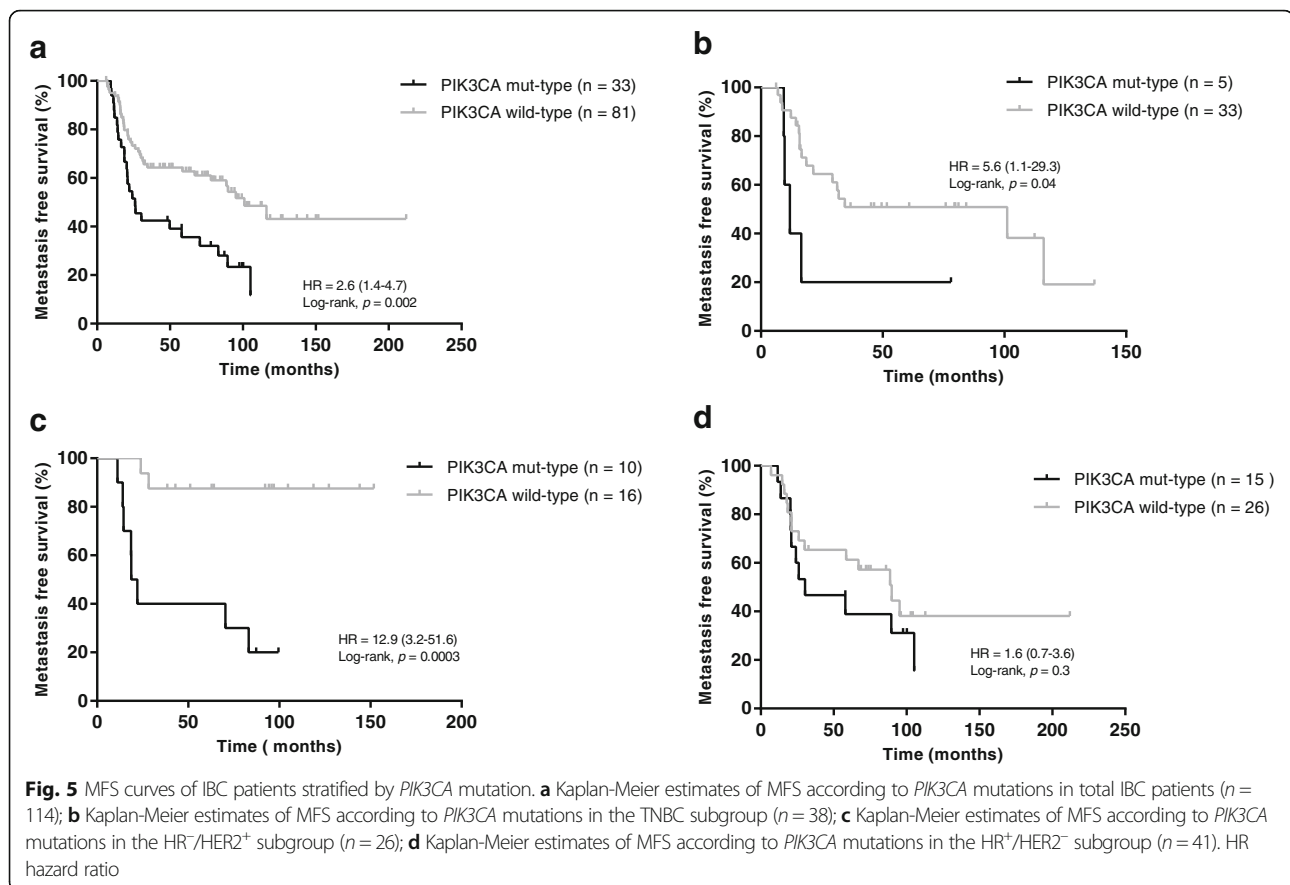 a
PIK3CA mut-type (n = 33)
PIK3CA wild-type (n = 81)
Metastasis free survival (%)
100
80
60
40
20
0
HR = 2.6 (1.4-4.7)
Log-rank, p = 0.002
0 50 100 150 200 250
Time (months)
b
PIK3CA mut-type (n = 5)
PIK3CA wild-type (n = 33)
Metastasis free survival (%)
100
80
60
40
20
0
HR = 5.6 (1.1-29.3)
Log-rank, p = 0.04
0 50 100 150
Time (months)
c
PIK3CA mut-type (n = 10)
PIK3CA wild-type (n = 16)
Metastasis free survival (%)
100
80
60
40
20
0
HR = 12.9 (3.2-51.6)
Log-rank, p = 0.0003
0 50 100 150 200
Time ( months)
d
PIK3CA mut-type (n = 15 )
PIK3CA wild-type (n = 26)
Metastasis free survival (%)
100
80
60
40
20
0
HR = 1.6 (0.7-3.6)
Log-rank, p = 0.3
0 50 100 150 200 250
Time (months)
Fig. 5 MFS curves of IBC patients stratified by PIK3CA mutation. a Kaplan-Meier estimates of MFS according to PIK3CA mutations in total IBC patients (n =
114); b Kaplan-Meier estimates of MFS according to PIK3CA mutations in the TNBC subgroup (n = 38); c Kaplan-Meier estimates of MFS according to PIK3CA
mutations in the HR⁻/HER2⁺ subgroup (n = 26); d Kaplan-Meier estimates of MFS according to PIK3CA mutations in the HR⁺/HER2⁻ subgroup (n = 41). HR
hazard ratio